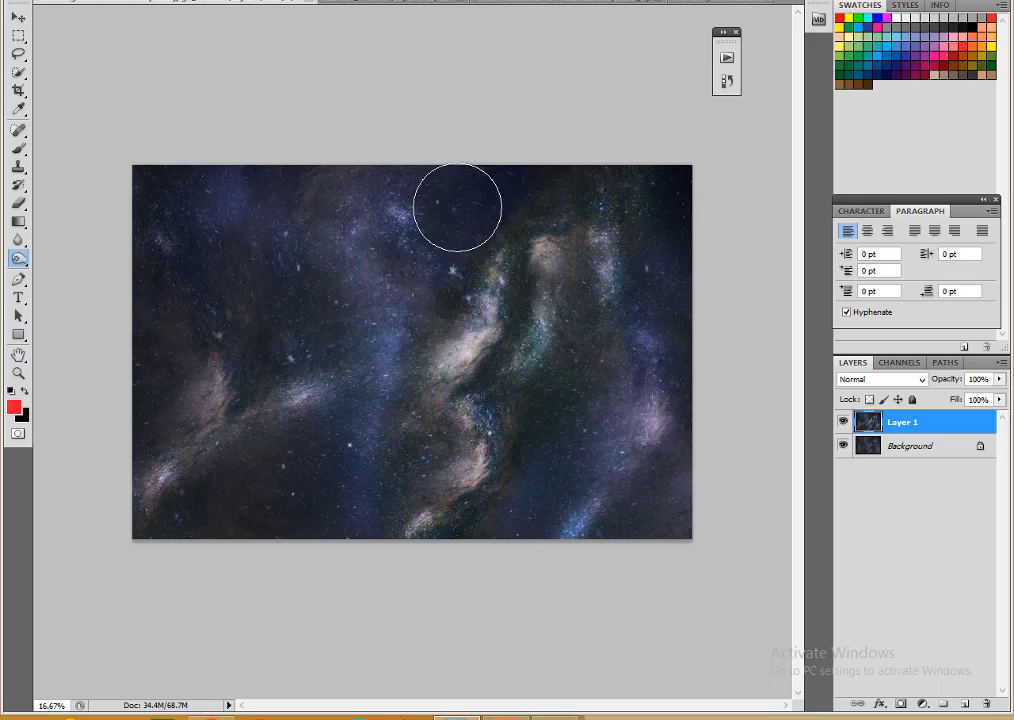 SWATCHES STYLES INFO
Mb
CHARACTER PARAGRAPH
0 pt 0 pt
0 pt
0 pt 0 pt
Hyphenate
LAYERS CHANNELS PATHS
Normal Opacity: 100%
Lock: Fill: 100%
Layer 1
Background
T
Activate Windows
Go to PC settings to activate Windows.
16.67% Doc: 34.4M/68.7M
fx